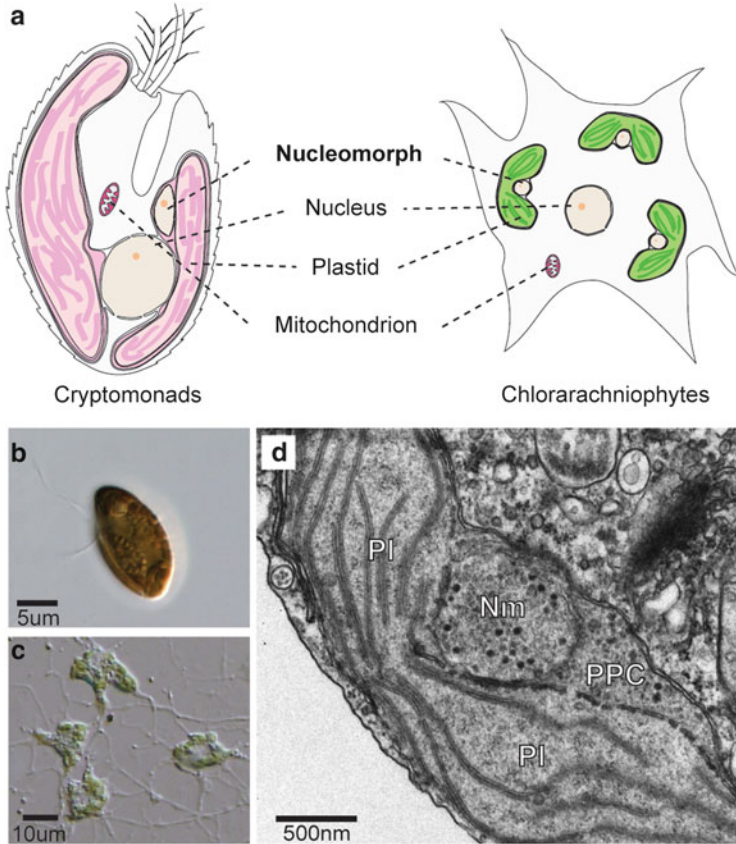 a
Nucleomorph
Nucleus
Plastid
Mitochondrion
Cryptomonads
Chlorarachniophytes
b
5um
c
10um
d
Pl
Nm
PPC
Pl
500nm